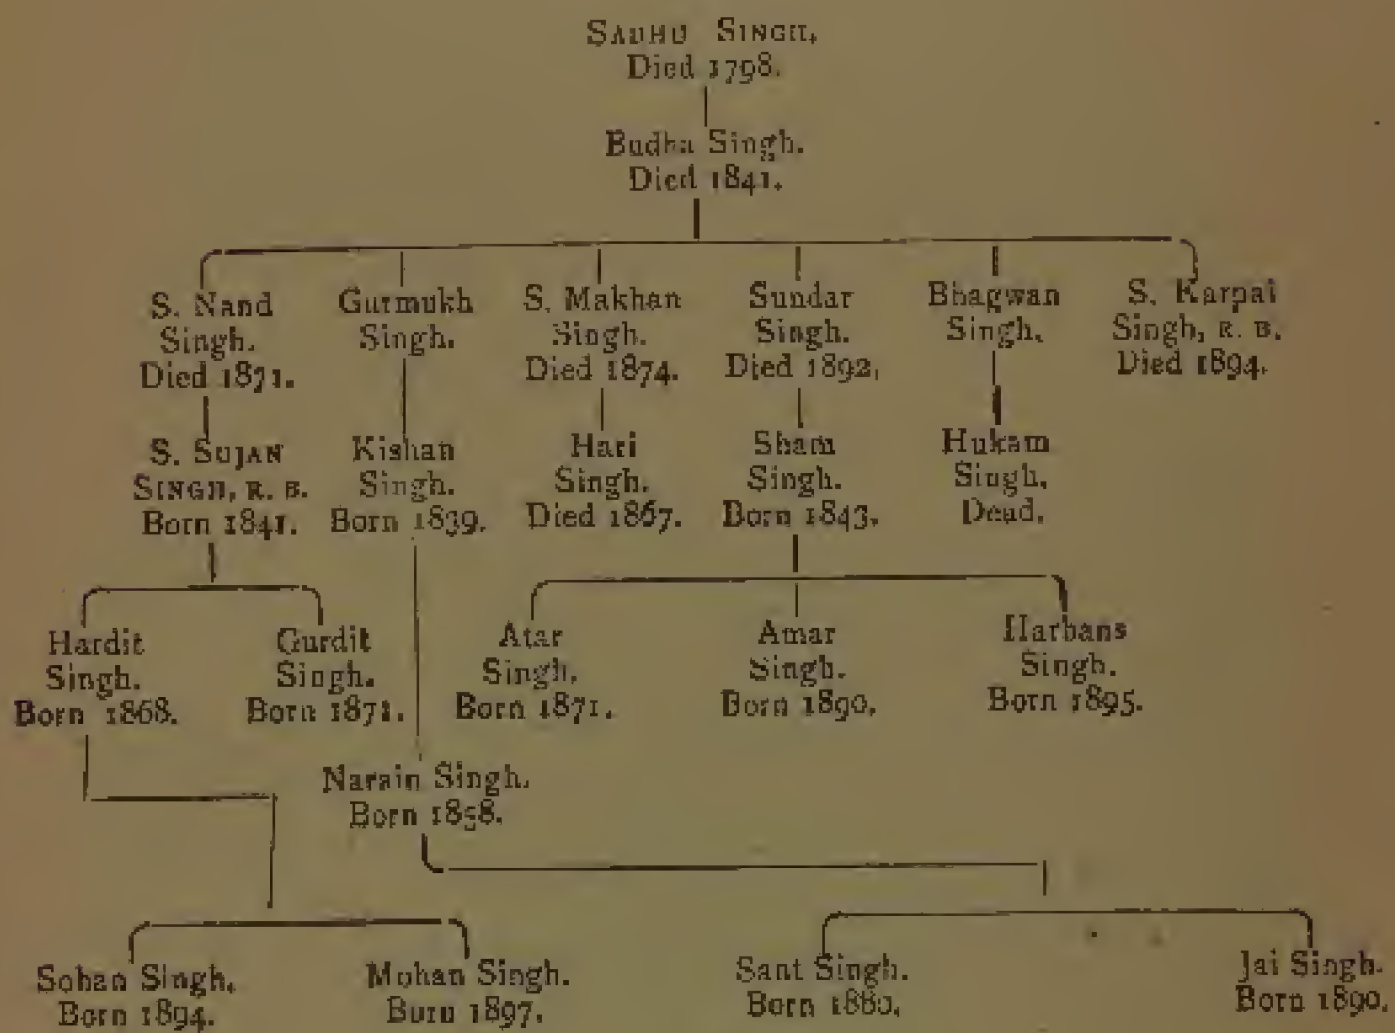 SADHU SINGH,
Died 1798.
Budha Singh.
Died 1841.
S. Nand
Singh.
Died 1871.
Gurmukh
Singh.
S. Makhan
Singh.
Died 1874.
Sundar
Singh.
Died 1892.
Bhagwan
Singh.
S. Karpal
Singh, R. B.
Died 1894.
S. SUJAN
SINGH, R. B.
Born 1841.
Kishan
Singh.
Born 1839.
Hari
Singh.
Died 1867.
Sham
Singh.
Born 1843.
Hukam
Singh.
Dead.
Hardit
Singh.
Born 1868.
Gurdit
Singh.
Born 1871.
Atar
Singh.
Born 1871.
Amar
Singh.
Born 1890.
Harbans
Singh.
Born 1895.
Narain Singh.
Born 1858.
Sohan Singh.
Born 1894.
Mohan Singh.
Born 1897.
Sant Singh.
Born
Jai Singh.
Born 1890.